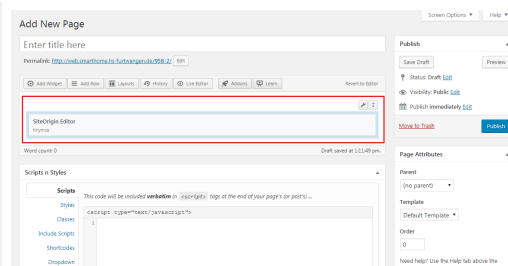 Screen Options ▼ Help ▼
Add New Page
Enter title here
Permalink: http://web.smarthome.hs-furtwangen.de/958-2/ Edit
Add Widget Add Row Layouts History Live Editor Addons Learn Revert to Editor
SiteOrigin Editor
tinymce
Word count: 0 Draft saved at 1:11:49 pm.
Scripts n Styles
Scripts
Styles
Classes
Include Scripts
Shortcodes
Dropdown
This code will be included verbatim in <script> tags at the end of your page's (or post's) ...
<script type="text/javascript">
1
Publish
Save Draft Preview
Status: Draft Edit
Visibility: Public Edit
Publish immediately Edit
Move to Trash Publish
Page Attributes
Parent
(no parent) ▼
Template
Default Template ▼
Order
0
Need help? Use the Help tab above the